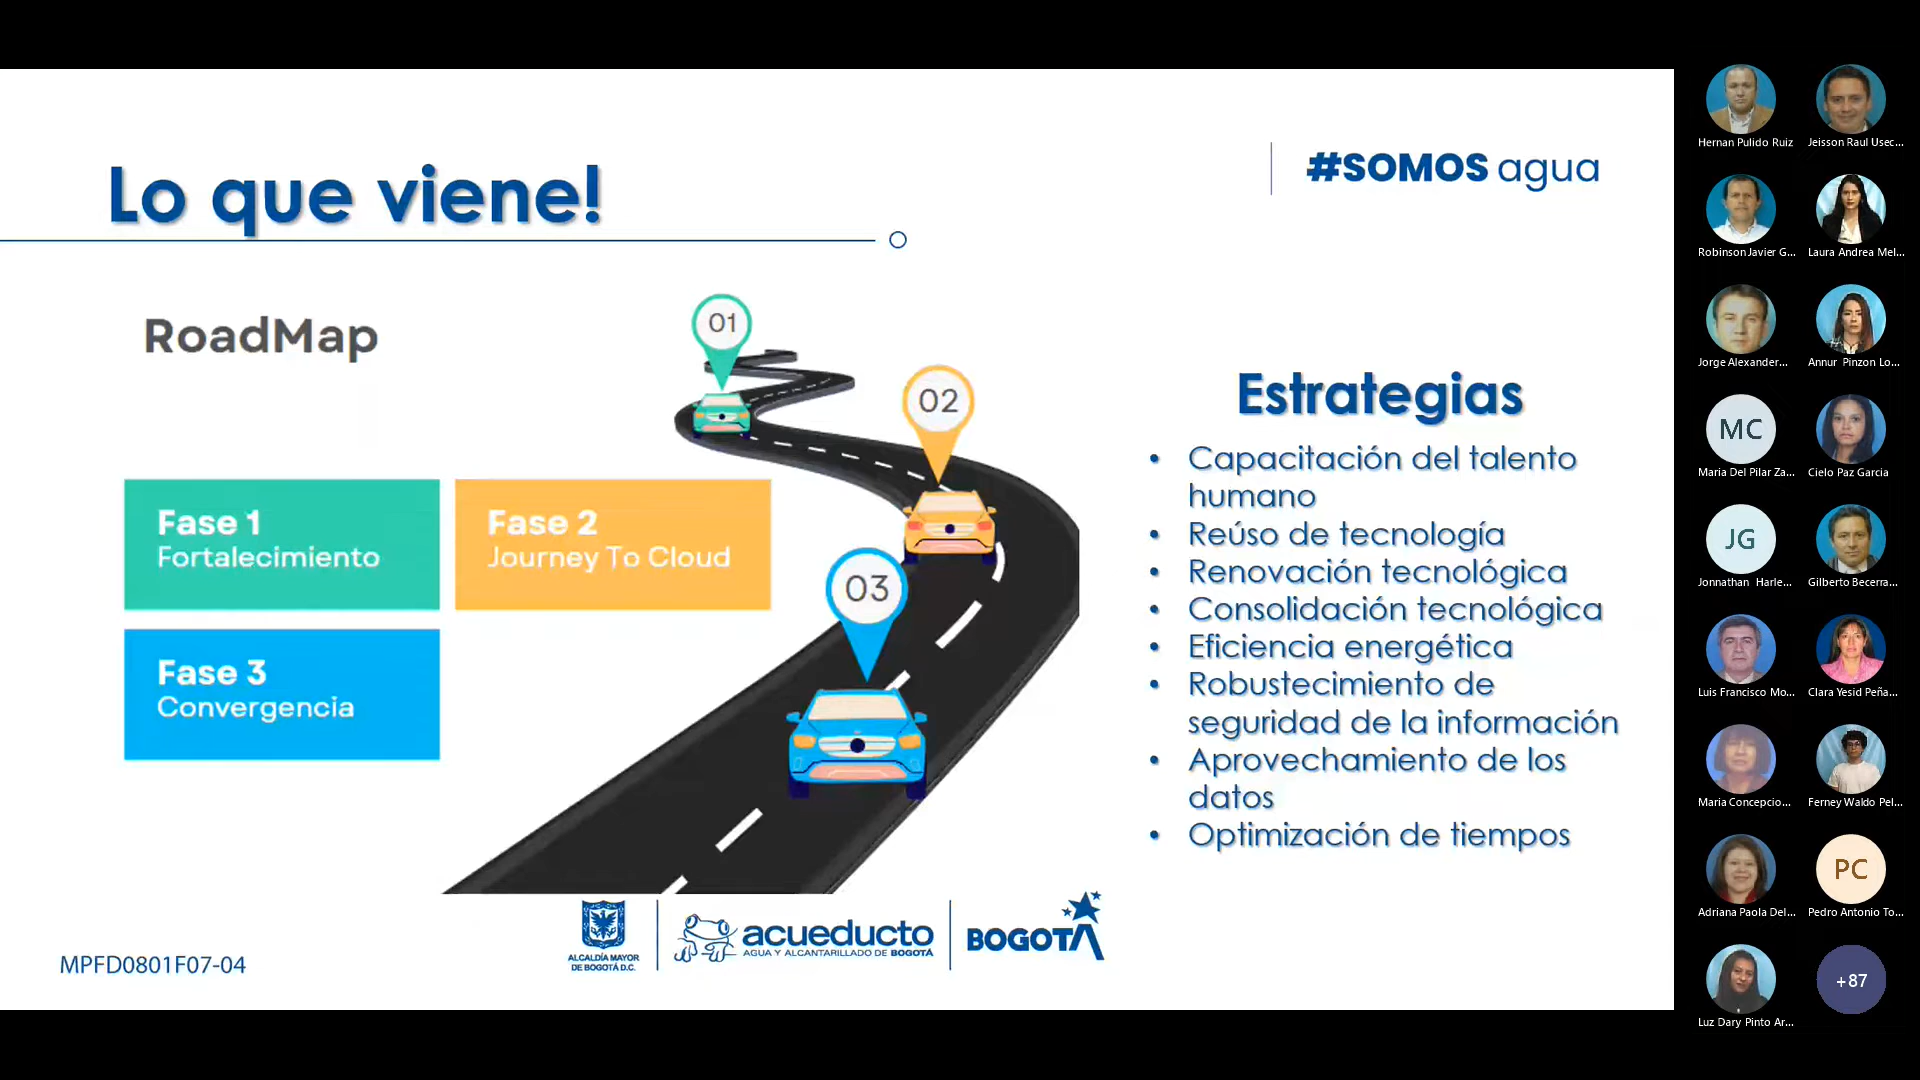 Lo que viene!
#SOMOS agua
RoadMap
01
02
03
Fase 1
Fortalecimiento
Fase 2
Journey To Cloud
Fase 3
Convergencia
Estrategias
• Capacitación del talento
humano
• Reúso de tecnología
• Renovación tecnológica
• Consolidación tecnológica
• Eficiencia energética
• Robustecimiento de
seguridad de la información
• Aprovechamiento de los
datos
• Optimización de tiempos
MPFD0801F07-04
ALCALDÍA MAYOR
DE BOGOTÁ D.C.
acueducto
AGUA Y ALCANTARILLADO DE BOGOTÁ
BOGOTÁ
Hernan Pulido Ruiz
Jeisson Raul Usec...
Robinson Javier G...
Laura Andrea Mel...
Jorge Alexander...
Annur Pinzon Lo...
MC
Maria Del Pilar Za...
Cielo Paz Garcia
JG
Jonnathan Harle...
Gilberto Becerra...
Luis Francisco Mo...
Clara Yesid Peña...
Maria Concepcio...
Ferney Waldo Pel...
Adriana Paola Del...
PC
Pedro Antonio To...
Luz Dary Pinto Ar...
+87